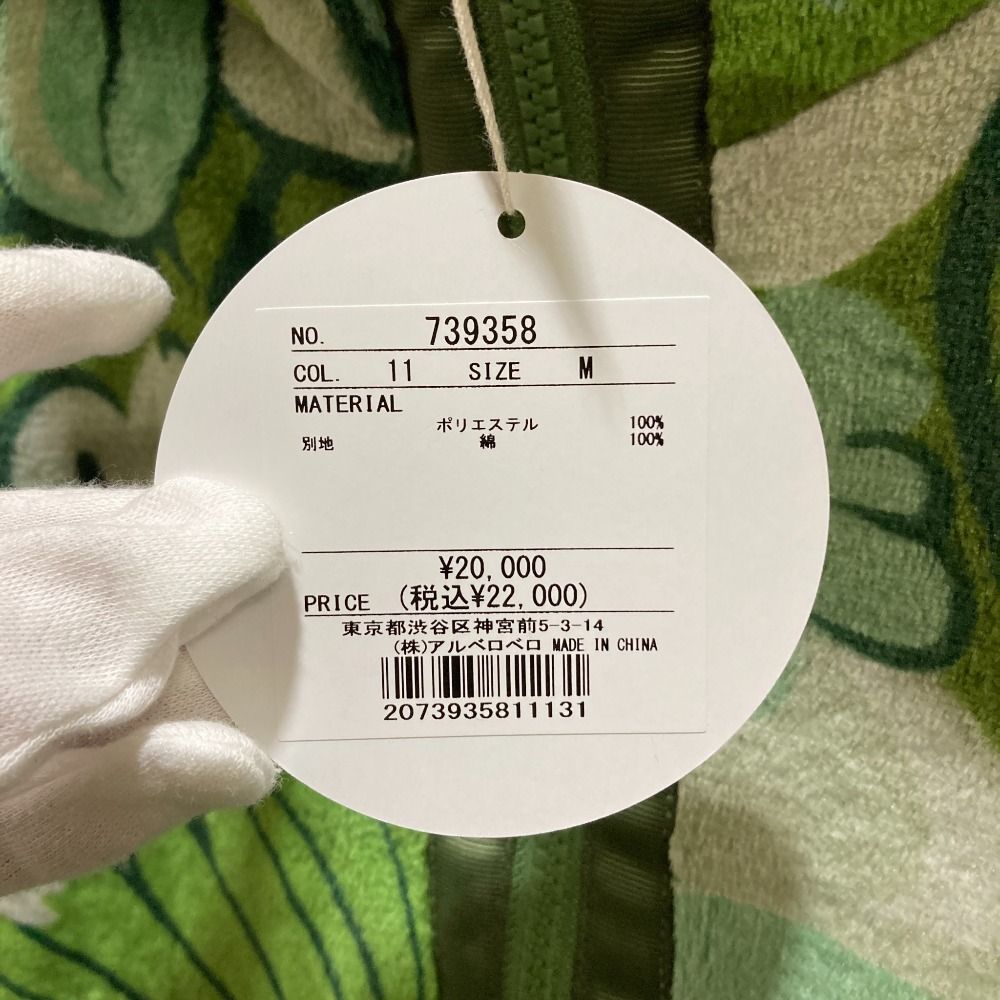 NO. 739358
COL. 11 SIZE M
MATERIAL
ポリエステル 100%
別地 綿 100%
¥20,000
PRICE (税込¥22,000)
東京都渋谷区神宮前5-3-14
(株)アルベロベロ MADE IN CHINA
2073935811131